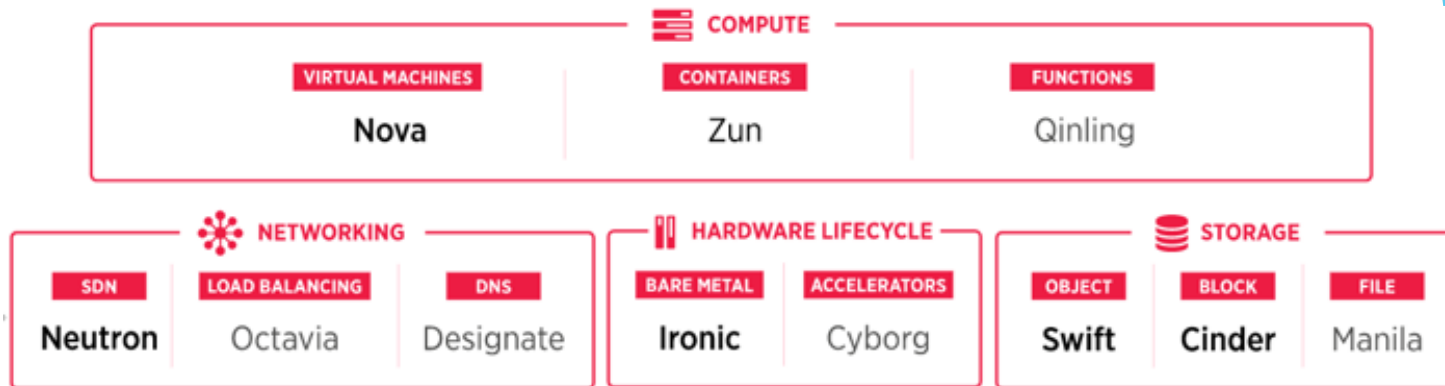 COMPUTE
VIRTUAL MACHINES CONTAINERS FUNCTIONS
Nova Zun Qinling
NETWORKING HARDWARE LIFECYCLE STORAGE
SDN LOAD BALANCING DNS BARE METAL ACCELERATORS OBJECT BLOCK FILE
Neutron Octavia Designate Ironic Cyborg Swift Cinder Manila